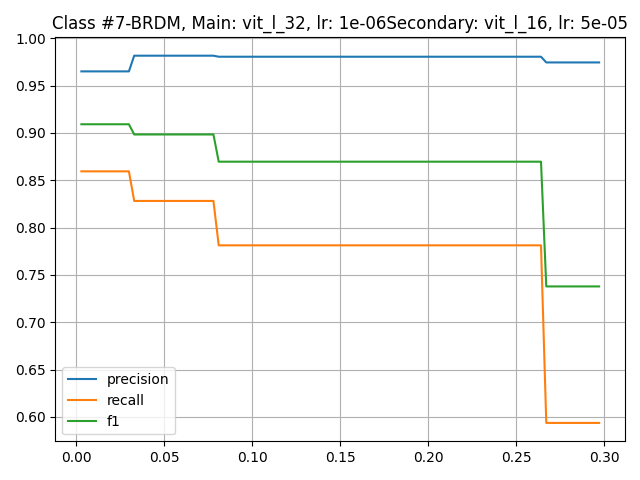 Class #7-BRDM, Main: vit_l_32, lr: 1e-06Secondary: vit_l_16, lr: 5e-05
1.00
0.95
0.90
0.85
0.80
0.75
0.70
0.65
0.60
precision
recall
f1
0.00 0.05 0.10 0.15 0.20 0.25 0.30